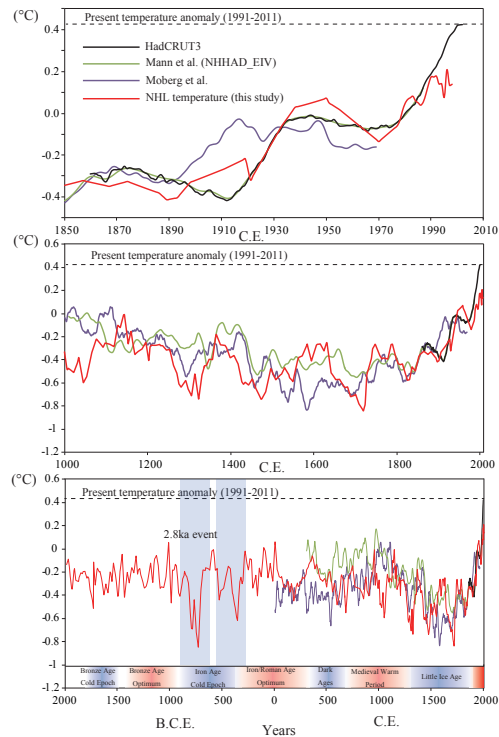 (°C)
Present temperature anomaly (1991-2011)
HadCRUT3
Mann et al. (NHHAD_EIV)
Moberg et al.
NHL temperature (this study)
0.4
0.2
0
-0.2
-0.4
1850 1870 1890 1910 1930 1950 1970 1990 2010
C.E.
(°C)
Present temperature anomaly (1991-2011)
0.6
0.4
0.2
0
-0.2
-0.4
-0.6
-0.8
-1
-1.2
1000 1200 1400 1600 1800 2000
C.E.
(°C)
Present temperature anomaly (1991-2011)
2.8ka event
0.6
0.4
0.2
0
-0.2
-0.4
-0.6
-0.8
-1
-1.2
Bronze Age Bronze Age Iron Age Iron/Roman Age Dark Medieval Warm Little Ice Age
Cold Epoch Optimum Cold Epoch Optimum Ages Period
2000 1500 1000 500 0 500 1000 1500 2000
B.C.E. Years C.E.